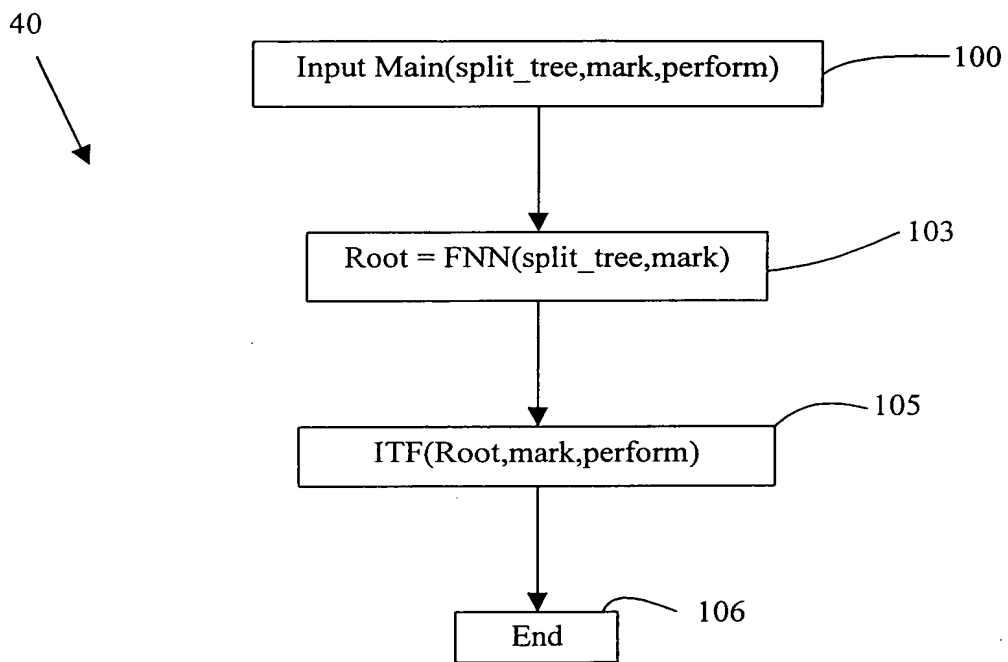 40
Input Main(split_tree,mark,perform)
100
Root = FNN(split_tree,mark)
103
ITF(Root,mark,perform)
105
End
106